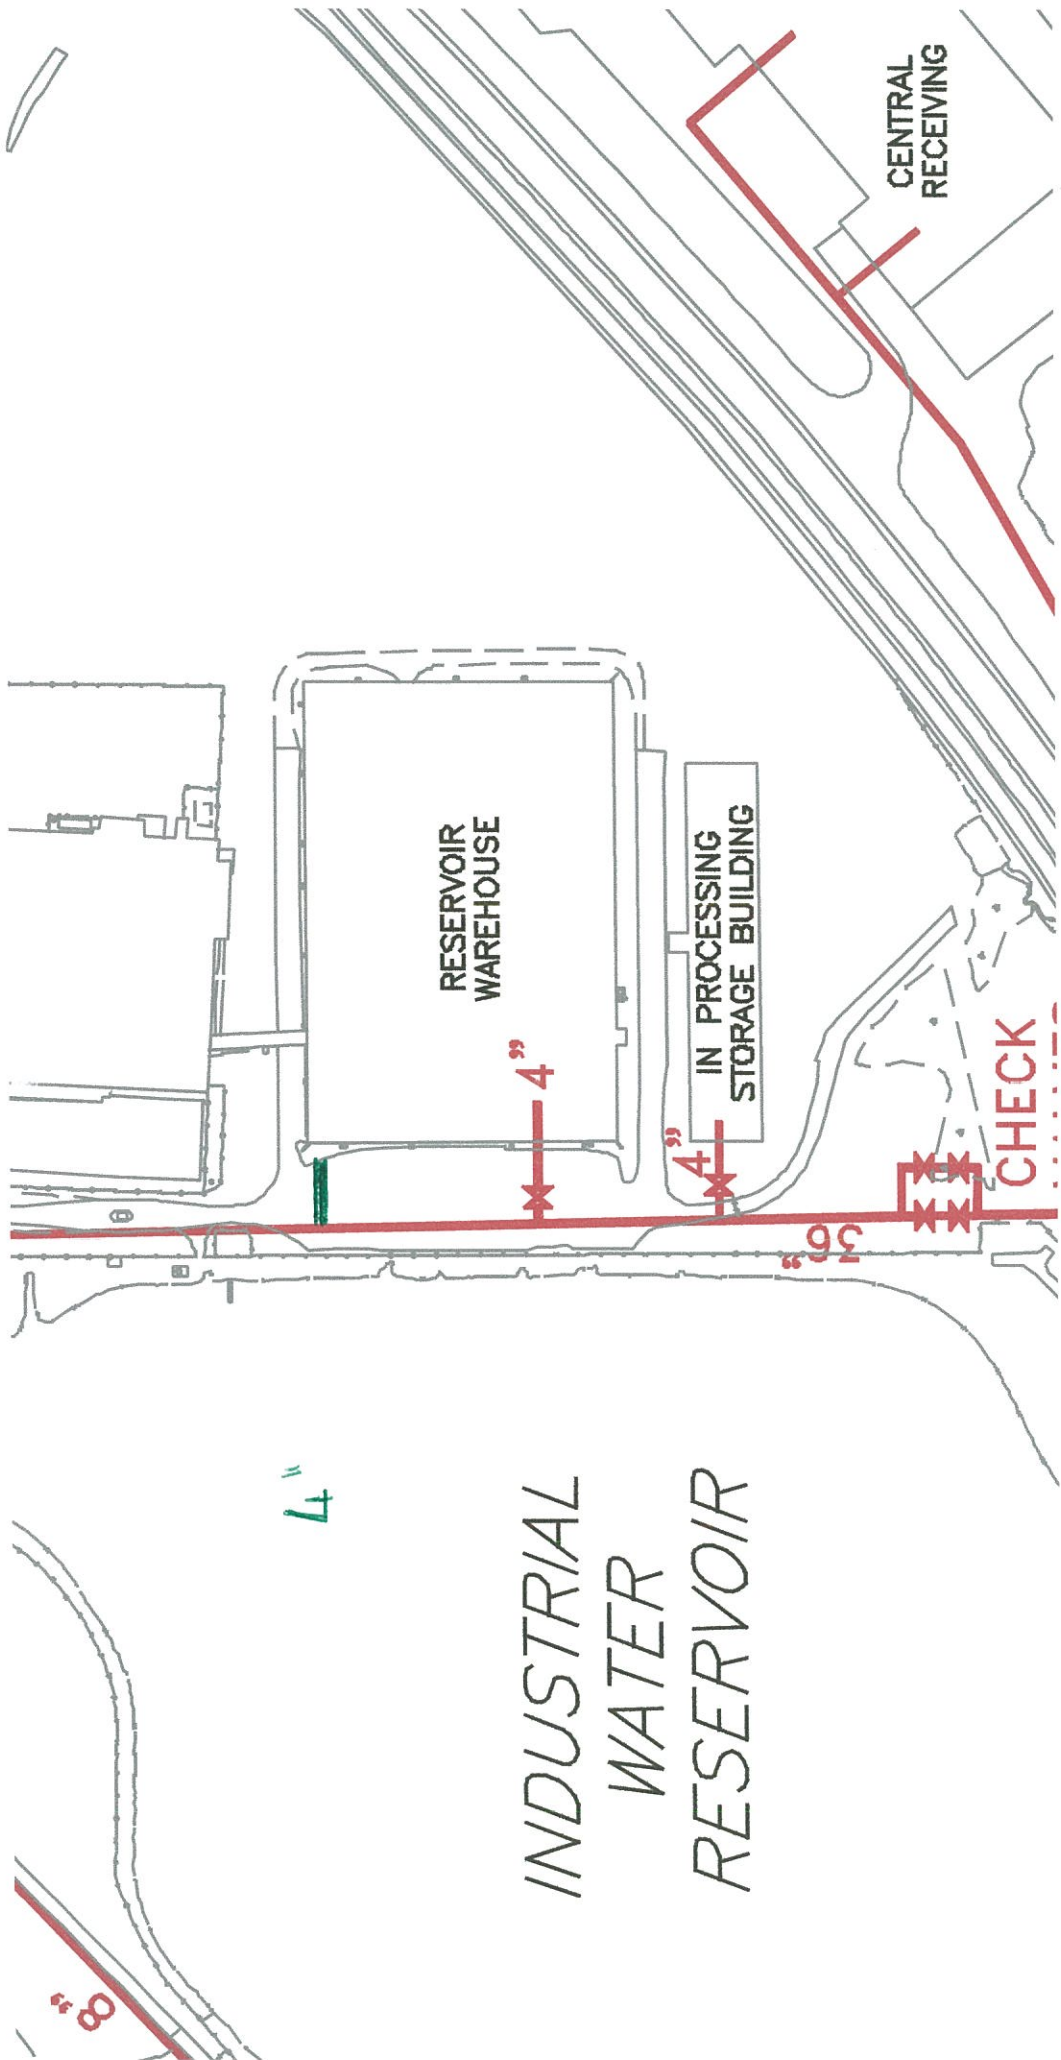 CENTRAL
RECEIVING
RESERVOIR
WAREHOUSE
IN PROCESSING
STORAGE BUILDING
4"
4"
CHECK
36"
4"
INDUSTRIAL
WATER
RESERVOIR
8"